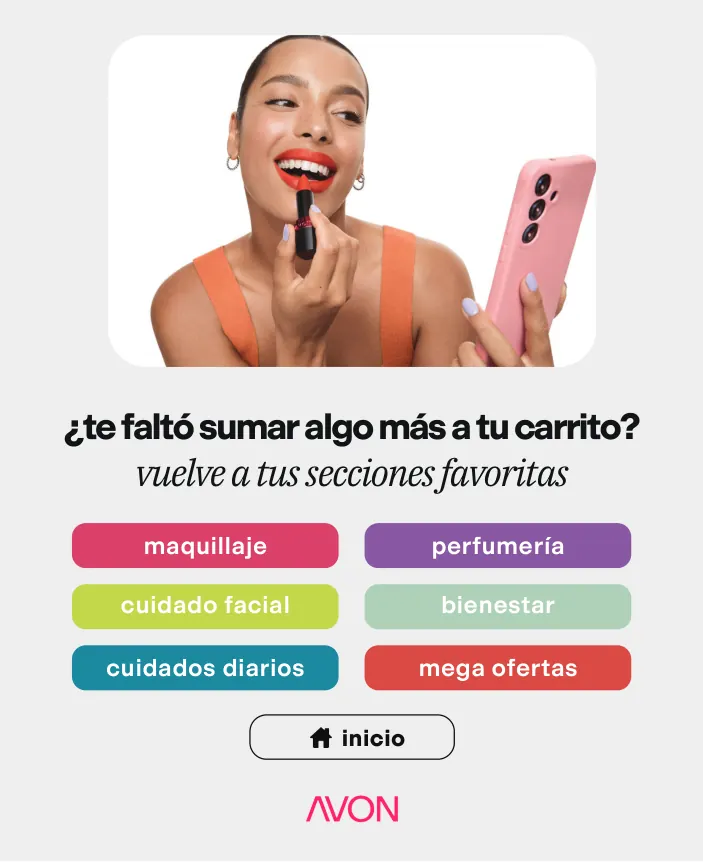 ¿te faltó sumar algo más a tu carrito?
vuelve a tus secciones favoritas
maquillaje
perfumería
cuidado facial
bienestar
cuidados diarios
mega ofertas
inicio
AVON